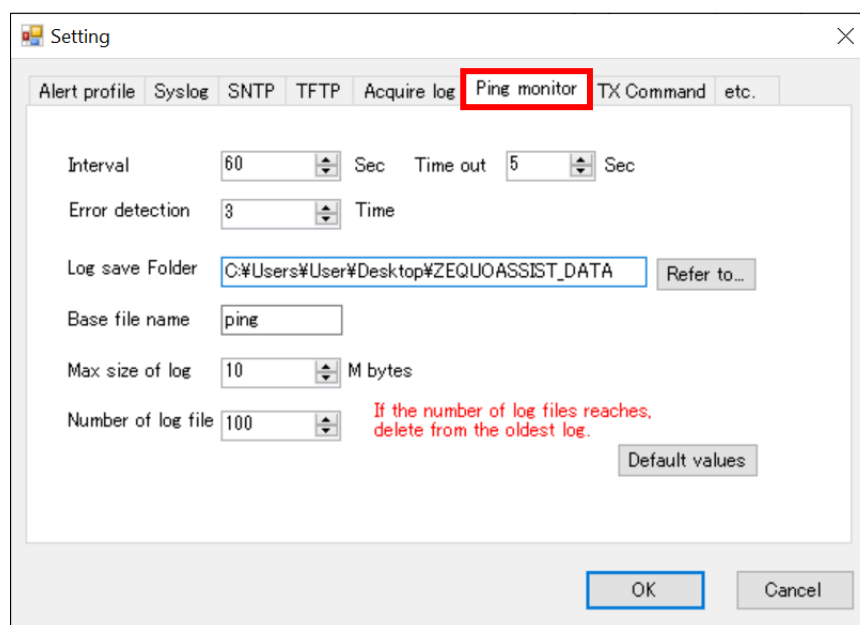 Setting
Alert profile Syslog SNTP TFTP Acquire log Ping monitor TX Command etc.
Interval 60 Sec Time out 5 Sec
Error detection 3 Time
Log save Folder C:¥Users¥User¥Desktop¥ZEQUOASSIST_DATA Refer to...
Base file name ping
Max size of log 10 M bytes
Number of log file 100
If the number of log files reaches,
delete from the oldest log.
Default values
OK Cancel